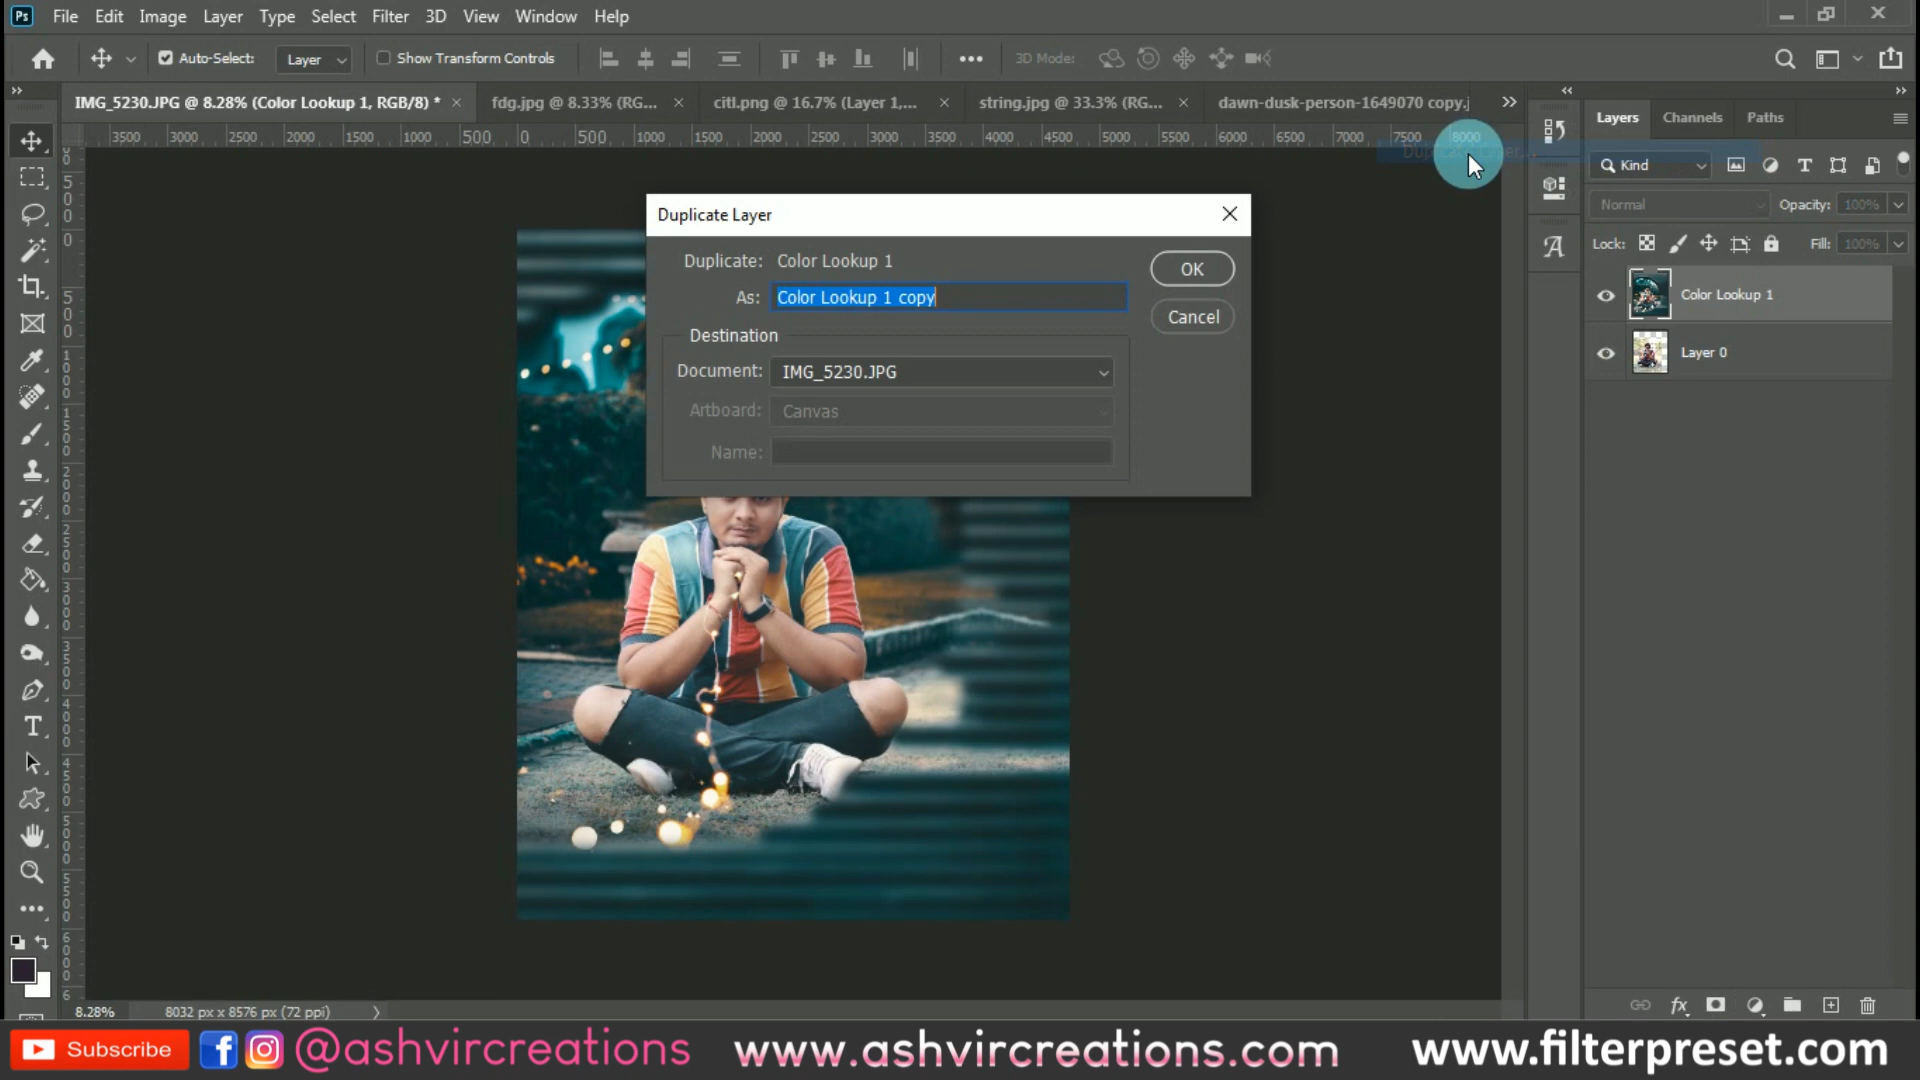 Ps File Edit Image Layer Type Select Filter 3D View Window Help
Auto-Select: Layer Show Transform Controls ••• 3D Mode:
IMG_5230.JPG @ 8.28% (Color Lookup 1, RGB/8) * fdg.jpg @ 8.33% (RG... citl.png @ 16.7% (Layer 1,... string.jpg @ 33.3% (RG... dawn-dusk-person-1649070 copy.j
3500 3000 2500 2000 1500 1000 500 0 500 1000 1500 2000 2500 3000 3500 4000 4500 5000 5500 6000 6500 7000 7500 8000
Layers Channels Paths
Kind
Normal Opacity: 100%
Lock: Fill: 100%
Color Lookup 1
Layer 0
Duplicate Layer
Duplicate: Color Lookup 1
As: Color Lookup 1 copy
OK
Cancel
Destination
Document: IMG_5230.JPG
Artboard: Canvas
Name:
8.28% 8032 px x 8576 px (72 ppi)
Subscribe @ashvircreations www.ashvircreations.com www.filterpreset.com